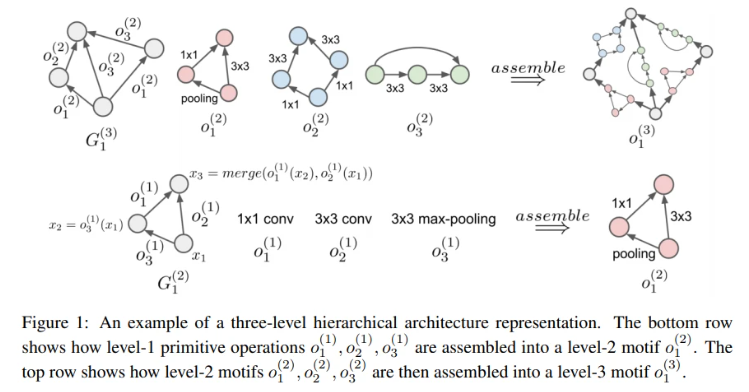 o_3^{(2)}
o_2^{(2)}
o_3^{(2)}
o_1^{(2)}
o_1^{(2)}
G_1^{(3)}
1x1
3x3
pooling
o_1^{(2)}
3x3
3x3
1x1
1x1
o_2^{(2)}
3x3
3x3
o_3^{(2)}
assemble
o_1^{(3)}
x_3 = merge(o_1^{(1)}(x_2), o_2^{(1)}(x_1))
o_1^{(1)}
o_2^{(1)}
x_2 = o_3^{(1)}(x_1)
o_3^{(1)}
x_1
G_1^{(2)}
1x1 conv
3x3 conv
3x3 max-pooling
o_1^{(1)}
o_2^{(1)}
o_3^{(1)}
assemble
1x1
3x3
pooling
o_1^{(2)}
Figure 1: An example of a three-level hierarchical architecture representation. The bottom row
shows how level-1 primitive operations o_1^{(1)}, o_2^{(1)}, o_3^{(1)} are assembled into a level-2 motif o_1^{(2)}. The
top row shows how level-2 motifs o_1^{(2)}, o_2^{(2)}, o_3^{(2)} are then assembled into a level-3 motif o_1^{(3)}.